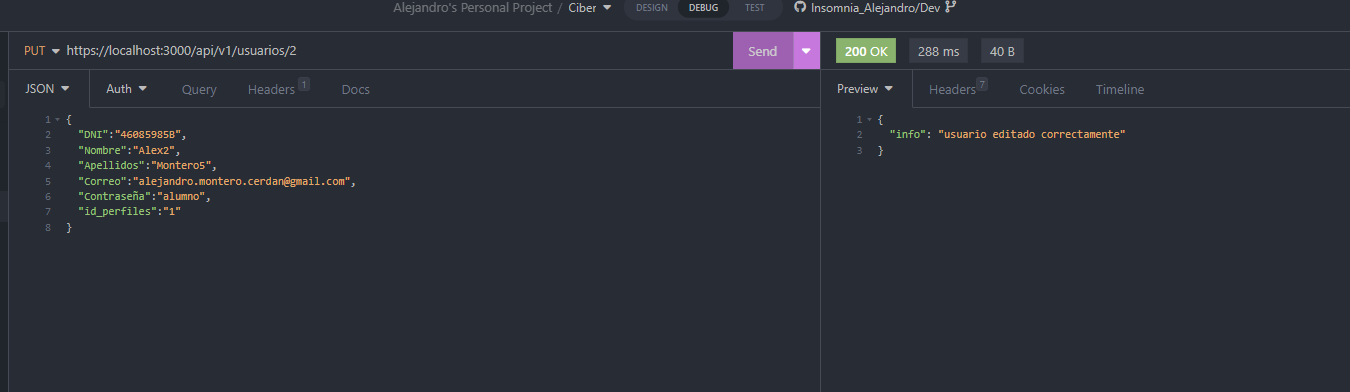 Alejandro's Personal Project / Ciber DESIGN DEBUG TEST Insomnia_Alejandro/Dev
PUT https://localhost:3000/api/v1/usuarios/2 Send 200 OK 288 ms 40 B
JSON Auth Query Headers 1 Docs Preview Headers 7 Cookies Timeline
1 {
2 "DNI":"46085985B",
3 "Nombre":"Alex2",
4 "Apellidos":"Montero5",
5 "Correo":"alejandro.montero.cerdan@gmail.com",
6 "Contraseña":"alumno",
7 "id_perfiles":"1"
8 }
1 {
2 "info": "usuario editado correctamente"
3 }